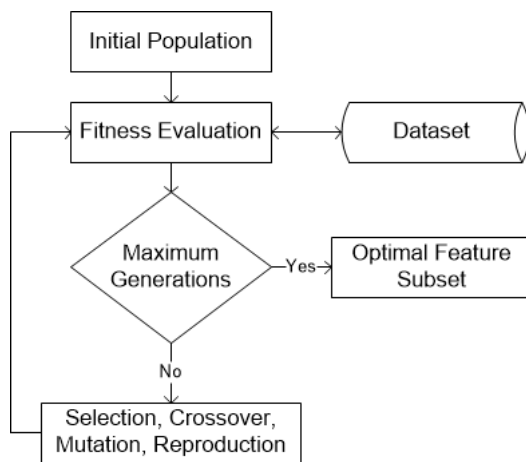 Initial Population
Fitness Evaluation
Dataset
Maximum
Generations
Yes
Optimal Feature
Subset
No
Selection, Crossover,
Mutation, Reproduction